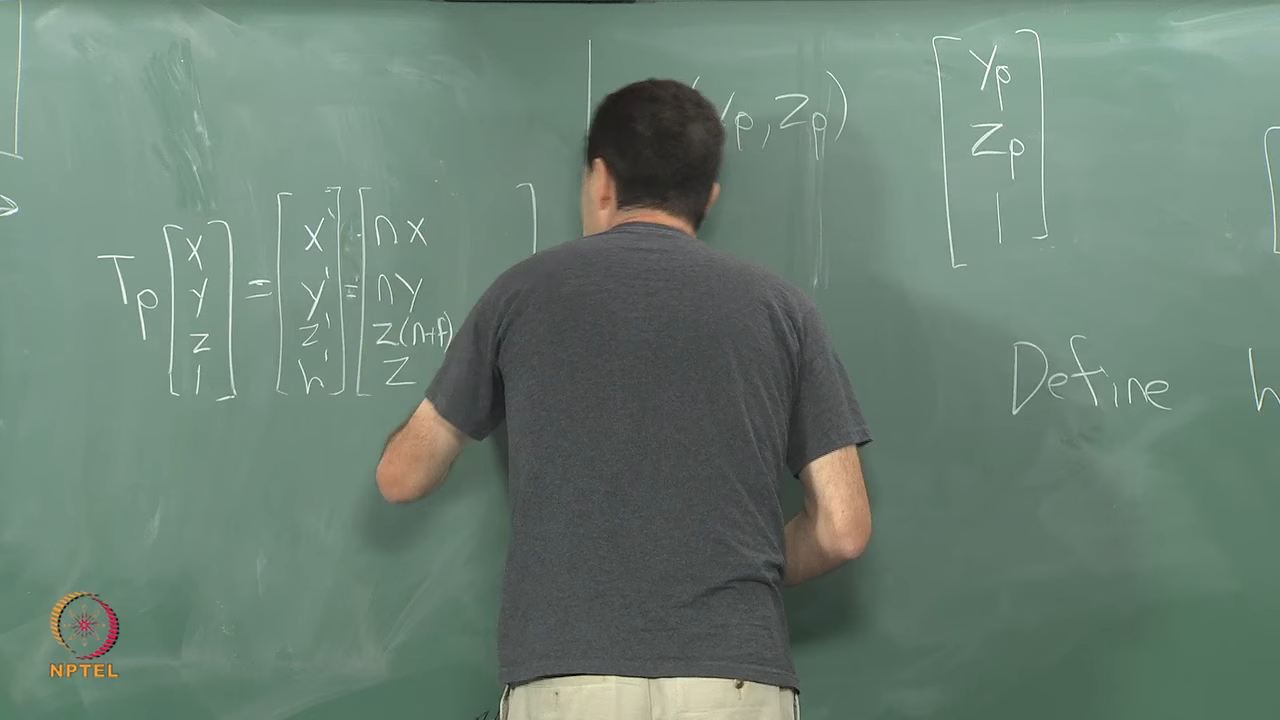 yp, zp)
yp
zp
1
Tp [x] = [x'] = [nx]
y y' ny
z z' z(n+f)
1 h' z
Define h
NPTEL